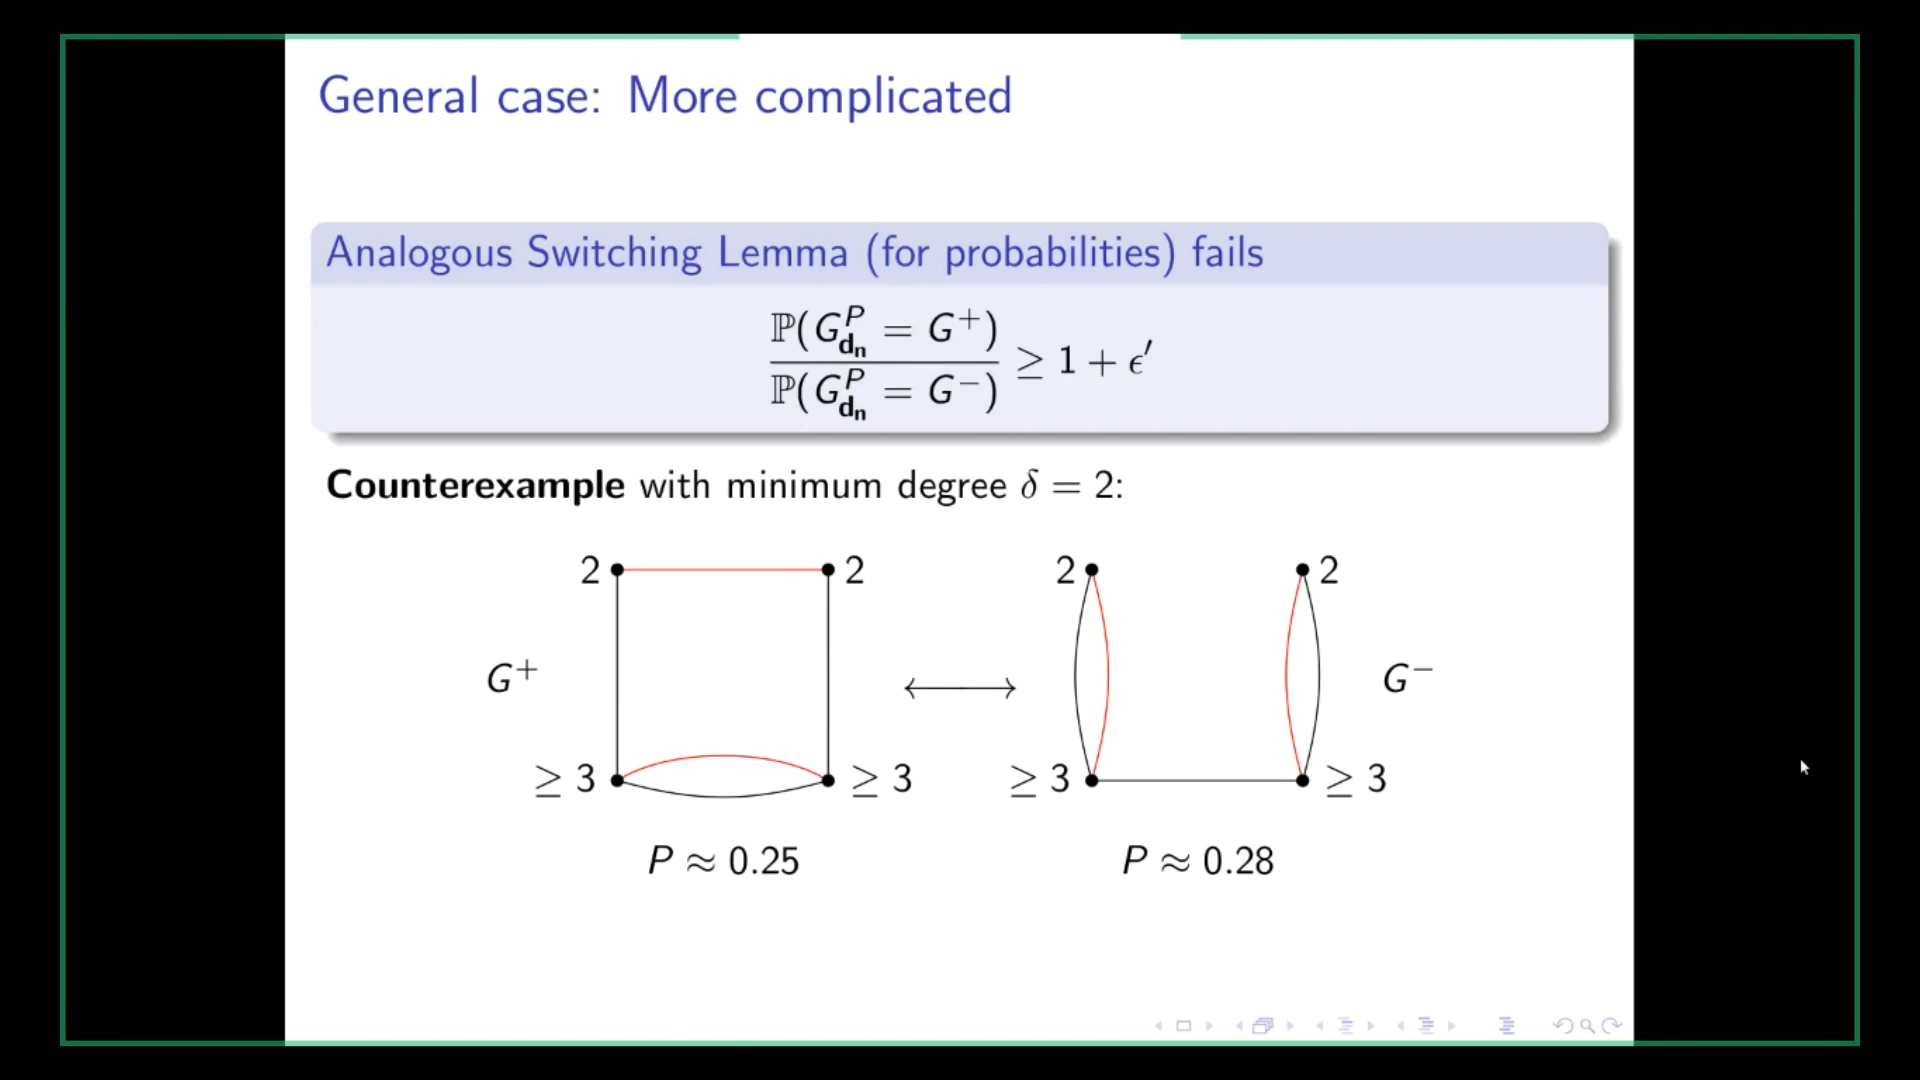 General case: More complicated
Analogous Switching Lemma (for probabilities) fails
ℙ(G^P_{d_n} = G⁺)
ℙ(G^P_{d_n} = G⁻)
≥ 1 + ϵ′
Counterexample with minimum degree δ = 2:
2 2 2 2
G⁺ G⁻
≥ 3 ≥ 3 ≥ 3 ≥ 3
P ≈ 0.25 P ≈ 0.28